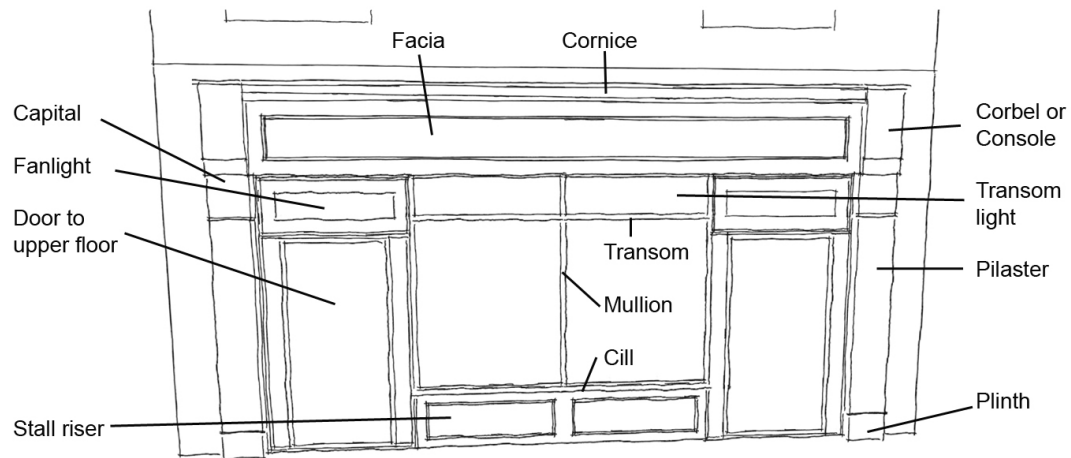 Facia
Cornice
Capital
Fanlight
Door to
upper floor
Stall riser
Transom
Mullion
Cill
Corbel or
Console
Transom
light
Pilaster
Plinth